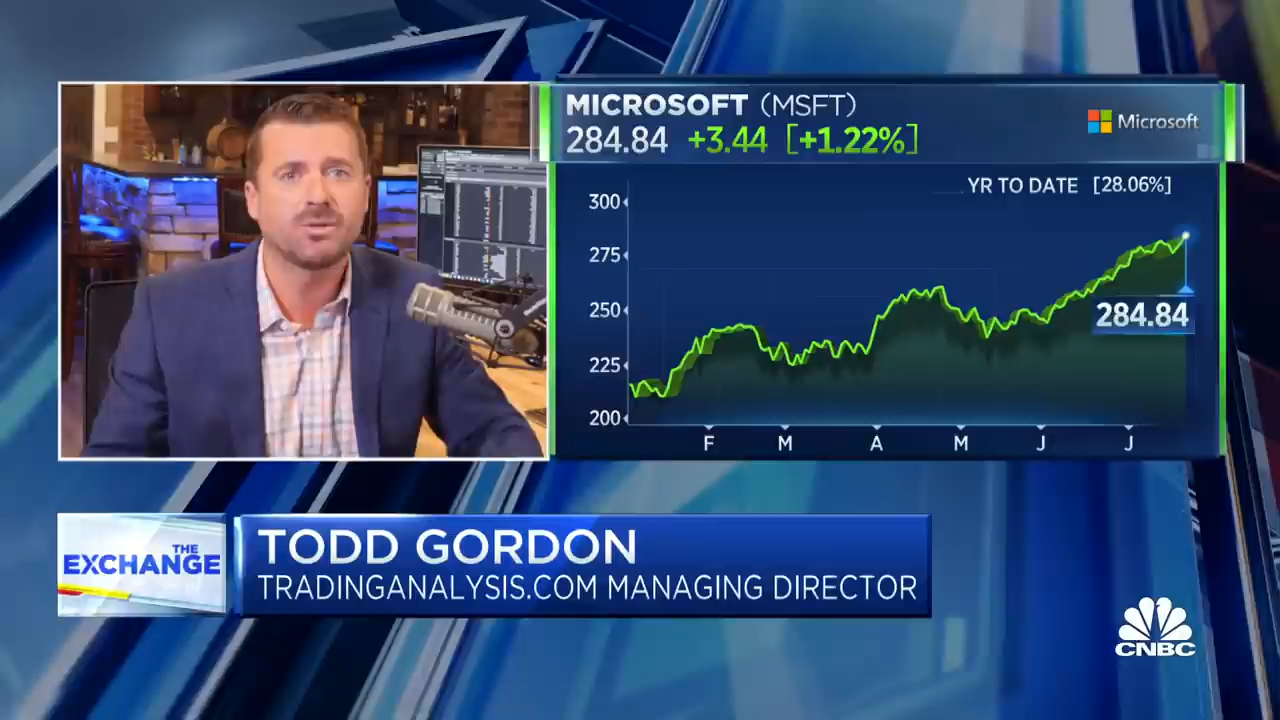 MICROSOFT (MSFT)
284.84 +3.44 [+1.22%]
Microsoft
YR TO DATE [28.06%]
300
275
250
225
200
284.84
F M A M J J
THE
EXCHANGE
TODD GORDON
TRADINGANALYSIS.COM MANAGING DIRECTOR
CNBC